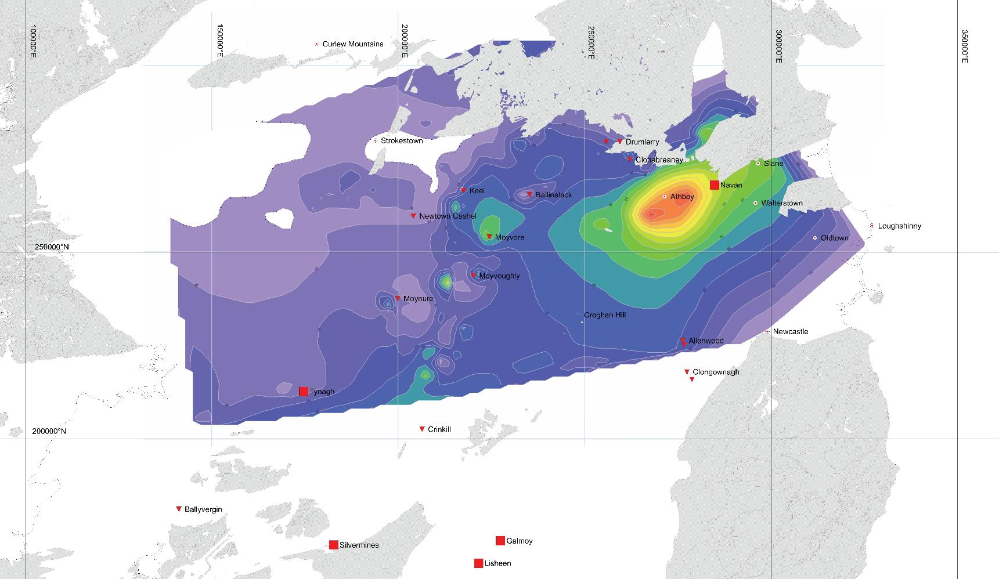 100000°E
150000°E
200000°E
250000°E
300000°E
350000°E
Curlew Mountains
Strokestown
Drumlerry
Clonabreaney
Slane
Navan
Keel
Ballinalack
Athboy
Walterstown
Newtown Cashel
Loughshinny
Moyvore
Oldtown
250000°N
Moyvoughly
Moynure
Croghan Hill
Newcastle
Allenwood
Clongownagh
Tynagh
200000°N
Crinkill
Ballyvergin
Silvermines
Galmoy
Lisheen